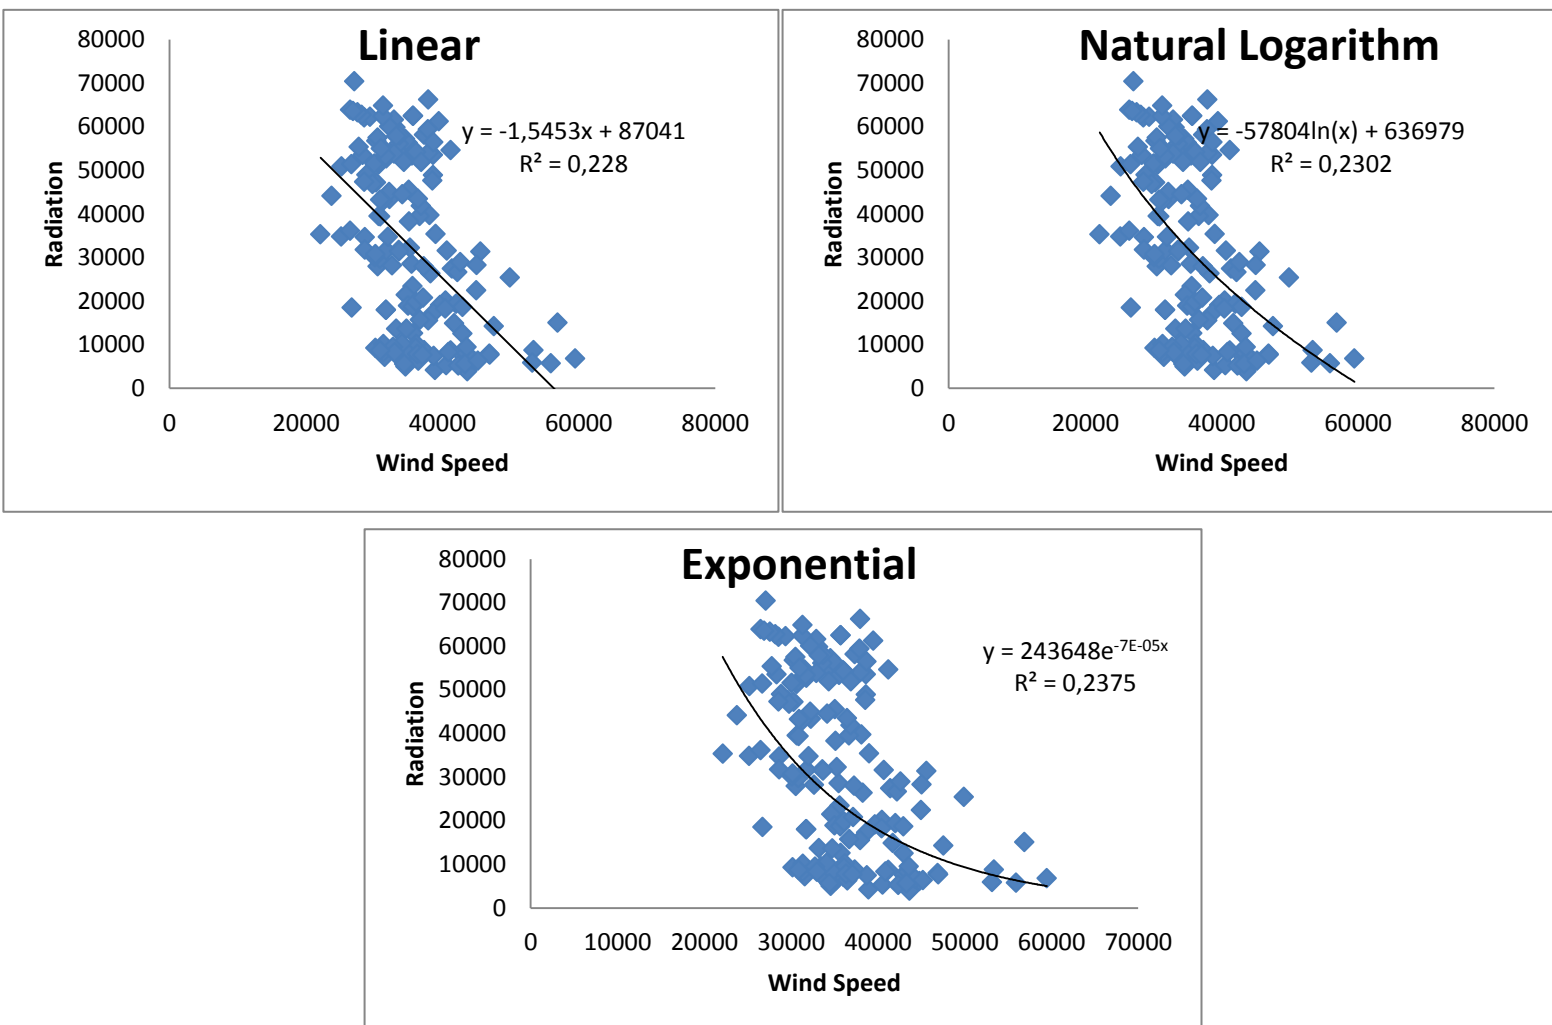 Linear
80000
70000
60000
50000
40000
30000
20000
10000
0
Radiation
y = -1,5453x + 87041
R² = 0,228
0 20000 40000 60000 80000
Wind Speed
Natural Logarithm
80000
70000
60000
50000
40000
30000
20000
10000
0
Radiation
y = -57804ln(x) + 636979
R² = 0,2302
0 20000 40000 60000 80000
Wind Speed
Exponential
80000
70000
60000
50000
40000
30000
20000
10000
0
Radiation
y = 243648e^-7E-05x
R² = 0,2375
0 10000 20000 30000 40000 50000 60000 70000
Wind Speed